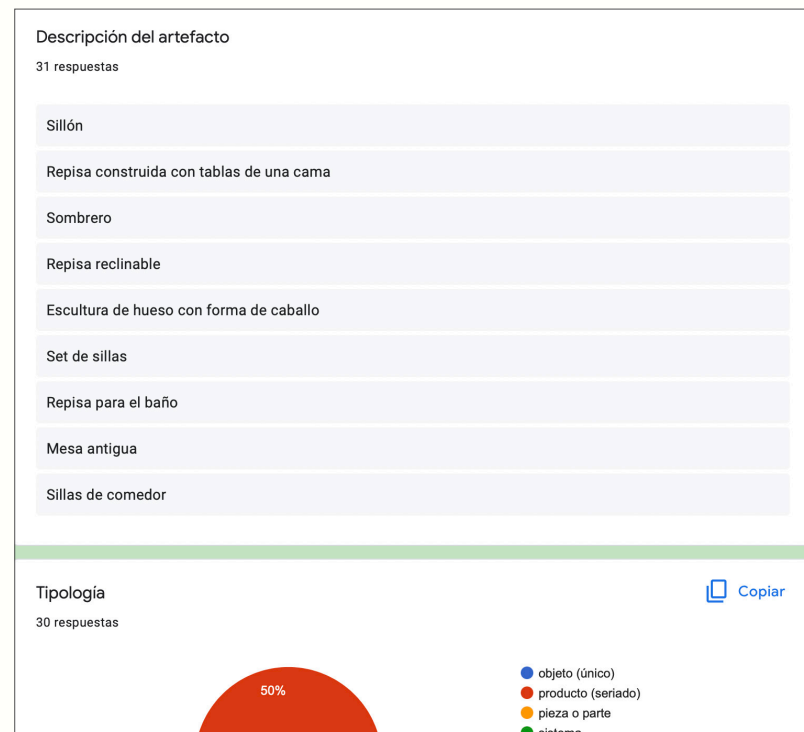 Descripción del artefacto
31 respuestas
Sillón
Repisa construida con tablas de una cama
Sombrero
Repisa reclinable
Escultura de hueso con forma de caballo
Set de sillas
Repisa para el baño
Mesa antigua
Sillas de comedor
Tipología
Copiar
30 respuestas
50%
objeto (único)
producto (seriado)
pieza o parte
sistema